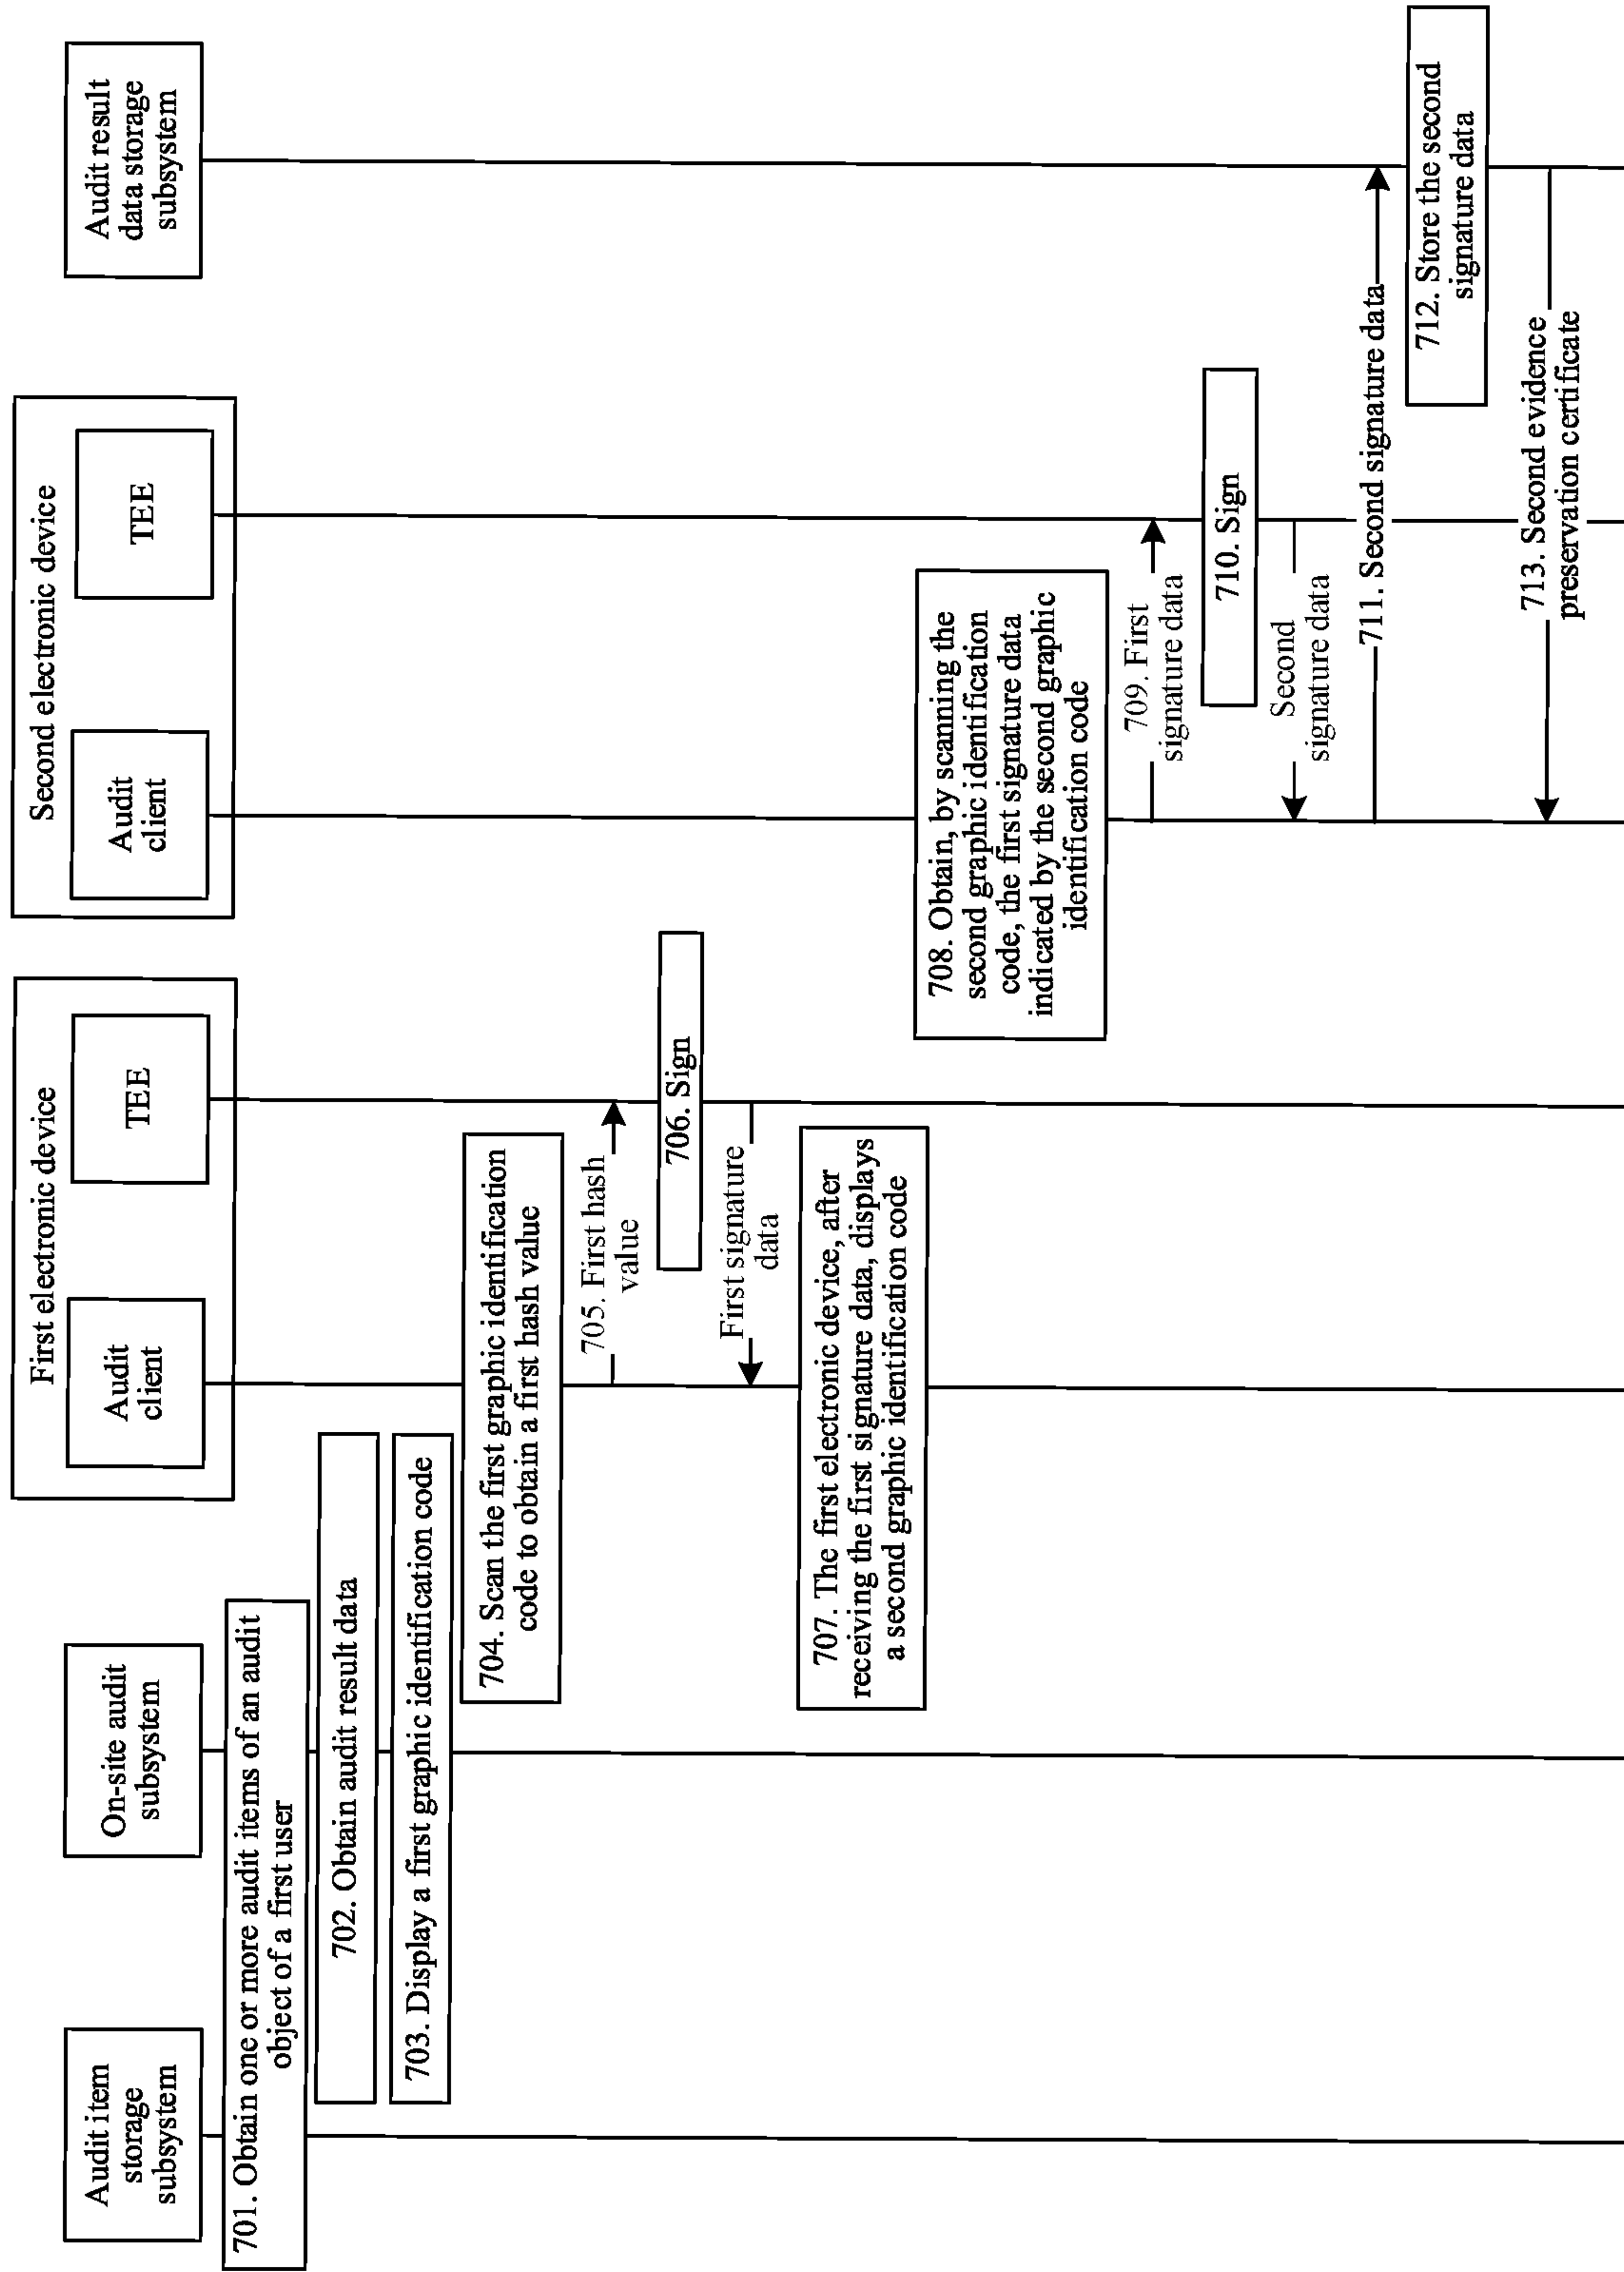 Audit item
storage
subsystem
On-site audit
subsystem
First electronic device
Audit
client
TEE
Second electronic device
Audit
client
TEE
Audit result
data storage
subsystem
701. Obtain one or more audit items of an audit
object of a first user
702. Obtain audit result data
703. Display a first graphic identification code
704. Scan the first graphic identification
code to obtain a first hash value
705. First hash
value
706. Sign
First signature
data
707. The first electronic device, after
receiving the first signature data, displays
a second graphic identification code
708. Obtain, by scanning the
second graphic identification
code, the first signature data
indicated by the second graphic
identification code
709. First
signature data
710. Sign
Second
signature data
711. Second signature data
712. Store the second
signature data
713. Second evidence
preservation certificate